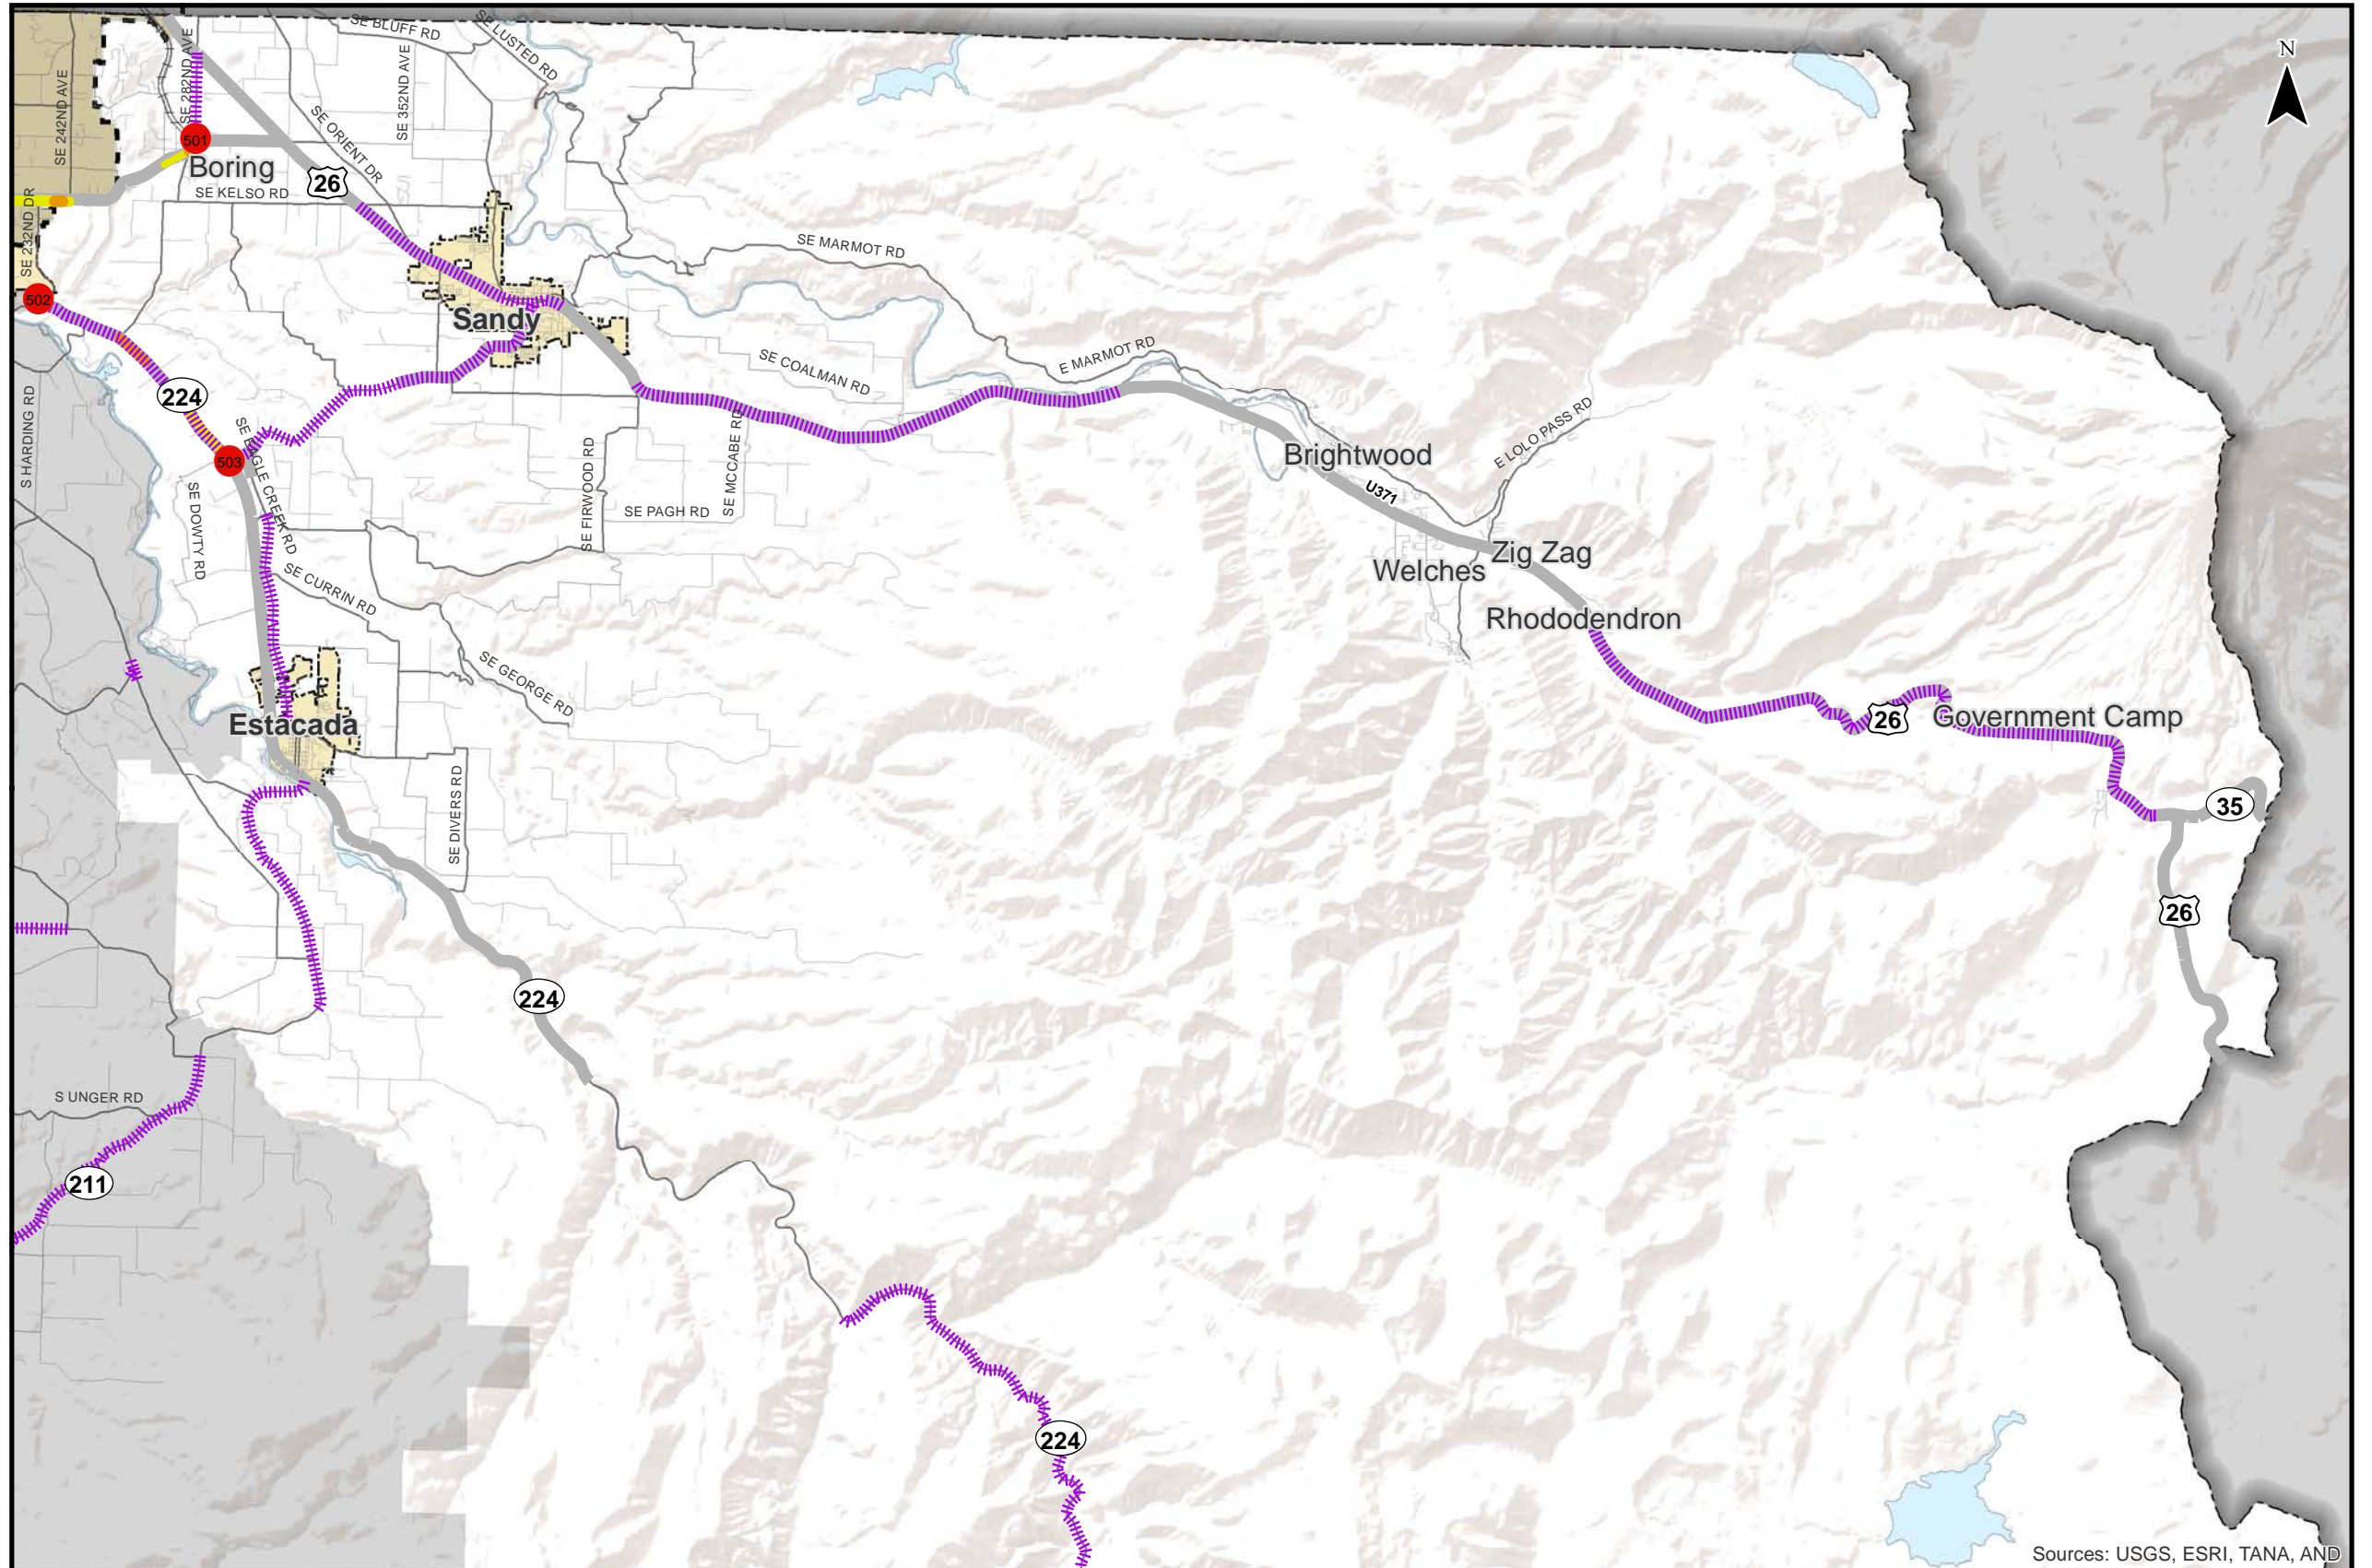 SE BLUFF RD
SE LUSTED RD
N
SE 282ND AVE
SE 352ND AVE
SE 242ND AVE
SE ORIENT DR
501
Boring
26
SE KELSO RD
SE 232ND DR
SE MARMOT RD
502
Sandy
E MARMOT RD
SE COALMAN RD
224
S HARDING RD
SE EAGLE CREEK RD
503
SE FIRWOOD RD
SE MCCABE RD
Brightwood
E LOLO PASS RD
U371
SE DOWTY RD
SE PAGH RD
Zig Zag
Welches
SE CURRIN RD
Rhododendron
SE GEORGE RD
Estacada
26
Government Camp
SE DIVERS RD
35
26
224
S UNGER RD
211
224
Sources: USGS, ESRI, TANA, AND